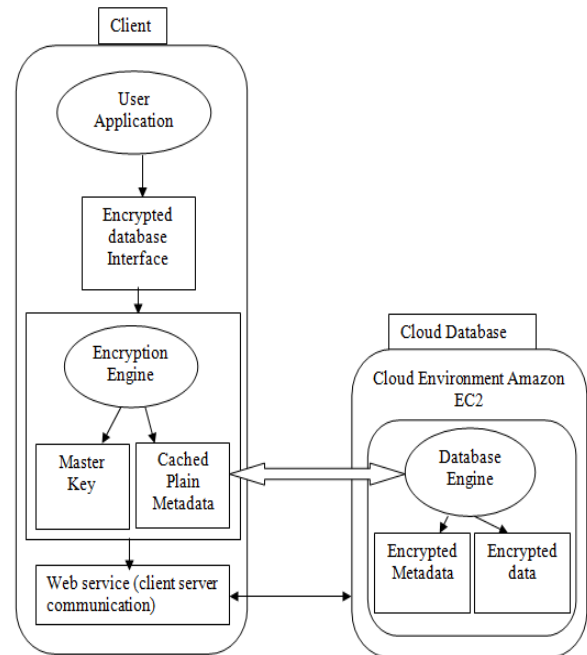 Client
User
Application
Encrypted
database
Interface
Encryption
Engine
Master
Key
Cached
Plain
Metadata
Web service (client server
communication)
Cloud Database
Cloud Environment Amazon
EC2
Database
Engine
Encrypted
Metadata
Encrypted
data